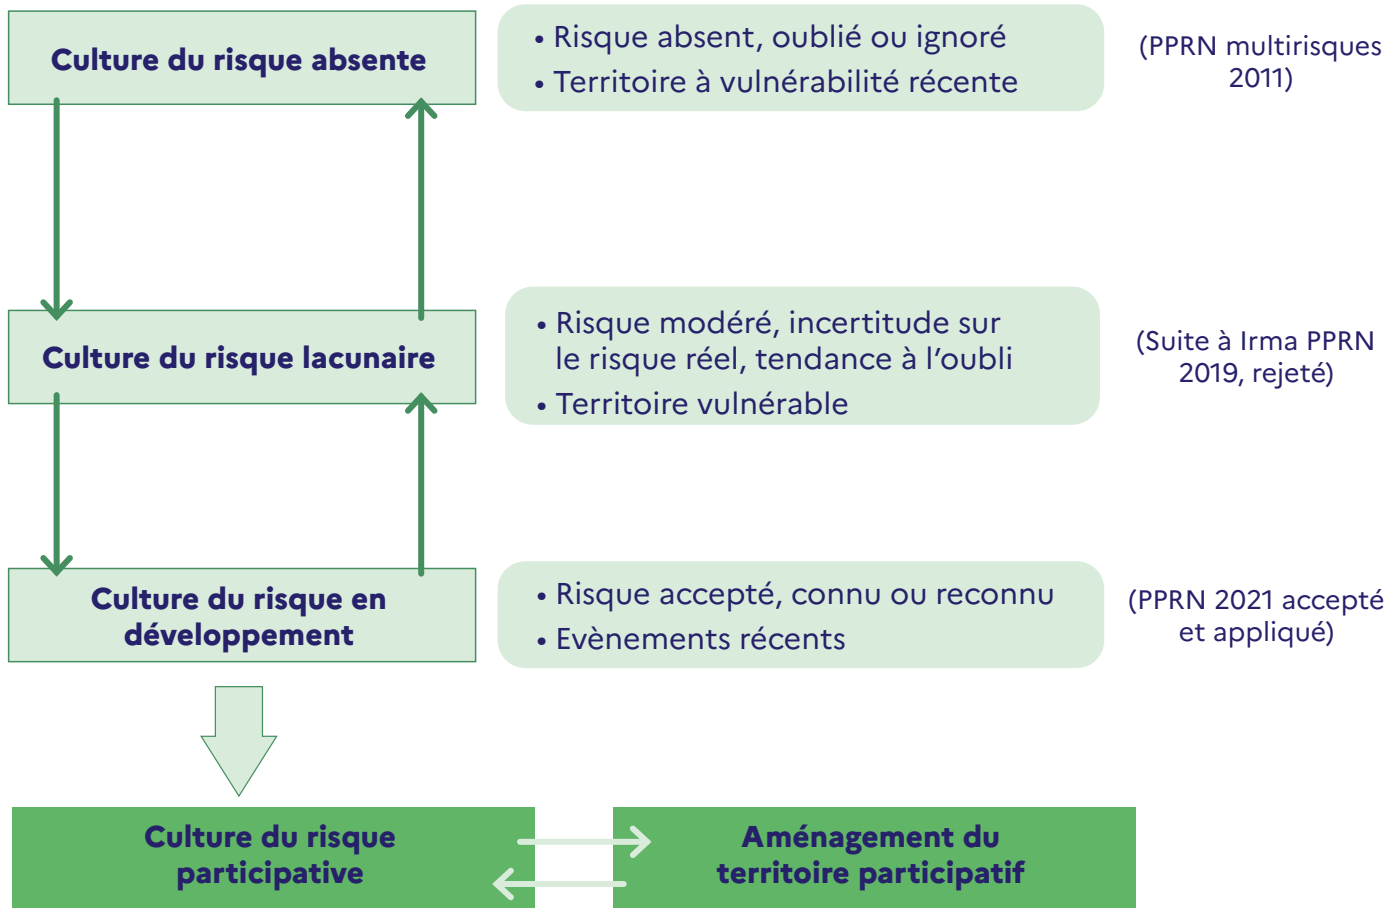 Culture du risque absente
• Risque absent, oublié ou ignoré
• Territoire à vulnérabilité récente
(PPRN multirisques
2011)
Culture du risque lacunaire
• Risque modéré, incertitude sur
le risque réel, tendance à l’oubli
• Territoire vulnérable
(Suite à Irma PPRN
2019, rejeté)
Culture du risque en
développement
• Risque accepté, connu ou reconnu
• Evènements récents
(PPRN 2021 accepté
et appliqué)
Culture du risque
participative
Aménagement du
territoire participatif